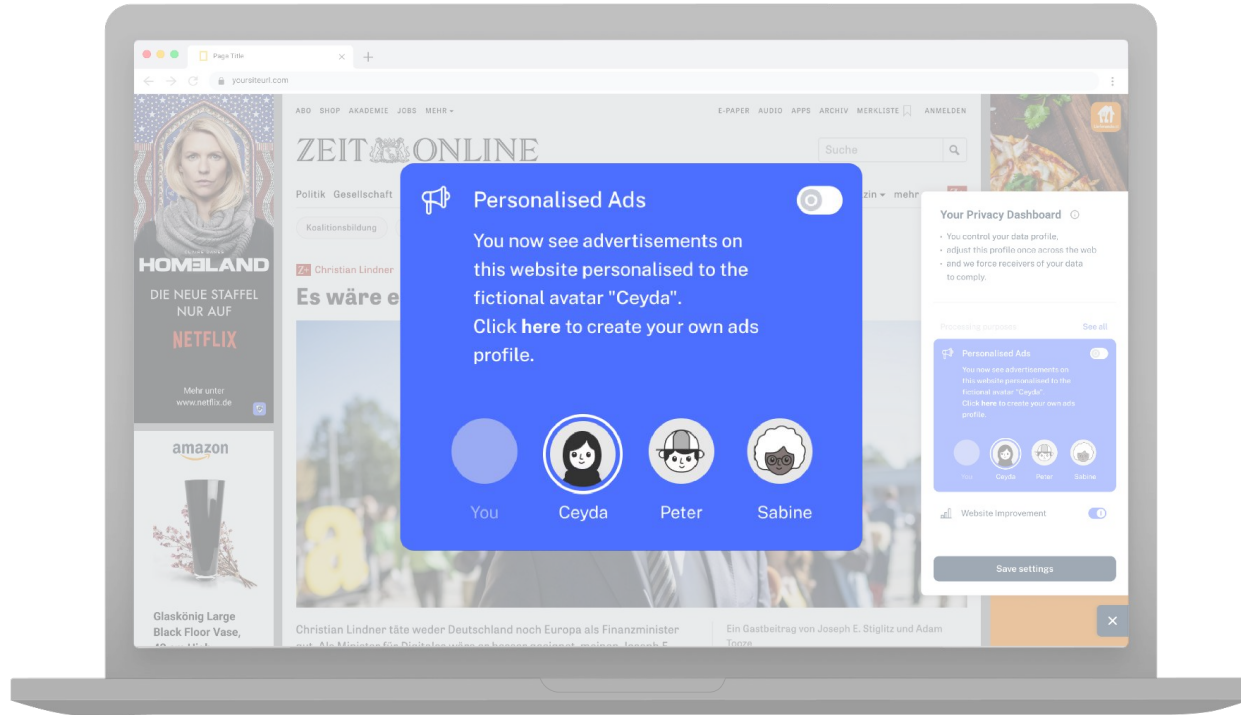 Page Title
yoursiteurl.com
ABO SHOP AKADEMIE JOBS MEHR
E-PAPER AUDIO APPS ARCHIV MERKLISTE ANMELDEN
ZEIT ONLINE
Suche
Politik Gesellschaft
zin mehr
Koalitionsbildung
Z+ Christian Lindner
Es wäre e
HOMELAND
DIE NEUE STAFFEL
NUR AUF
NETFLIX
Mehr unter
www.netflix.de
amazon
Glaskönig Large
Black Floor Vase,
Personalised Ads
You now see advertisements on
this website personalised to the
fictional avatar "Ceyda".
Click here to create your own ads
profile.
You Ceyda Peter Sabine
Christian Lindner täte weder Deutschland noch Europa als Finanzminister
Ein Gastbeitrag von Joseph E. Stiglitz und Adam
Your Privacy Dashboard
• You control your data profile,
• adjust this profile once across the web
• and we force receivers of your data
to comply.
Processing purposes See all
Personalised Ads
You now see advertisements on
this website personalised to the
fictional avatar "Ceyda".
Click here to create your own ads
profile.
You Ceyda Peter Sabine
Website Improvement
Save settings